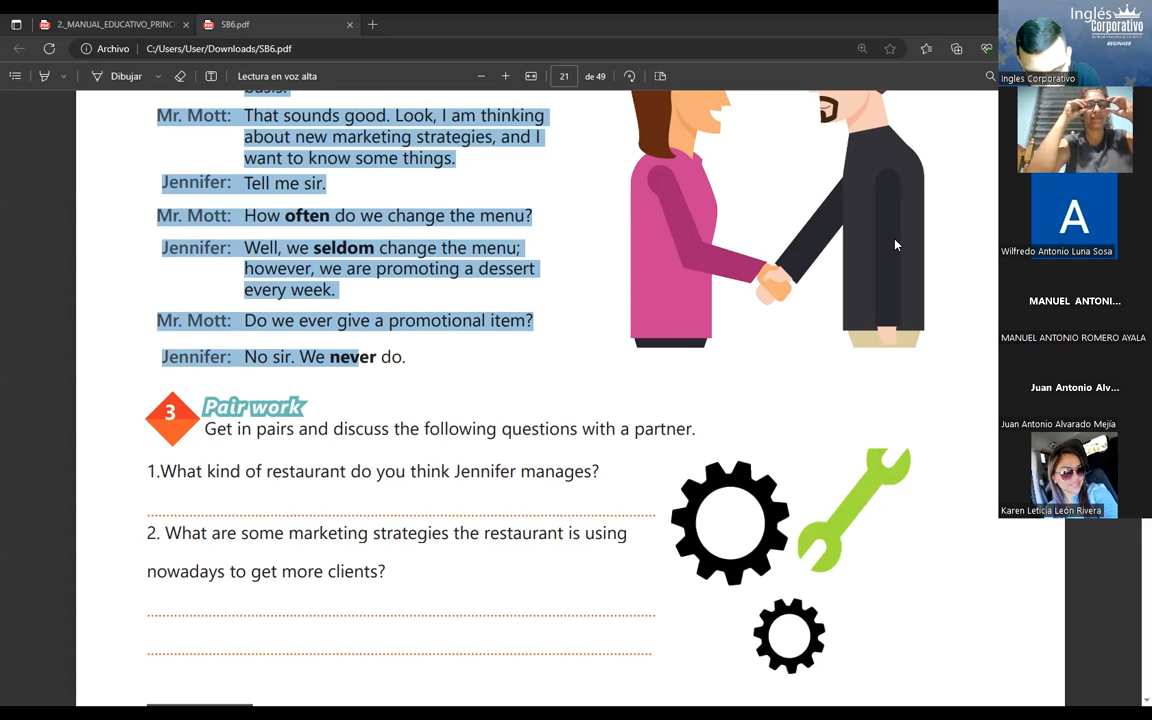 2._MANUAL_EDUCATIVO_PRINC
SB6.pdf
Archivo
C:/Users/User/Downloads/SB6.pdf
Dibujar
Lectura en voz alta
21
de 49
basis.
Mr. Mott: That sounds good. Look, I am thinking
about new marketing strategies, and I
want to know some things.
Jennifer: Tell me sir.
Mr. Mott: How often do we change the menu?
Jennifer: Well, we seldom change the menu;
however, we are promoting a dessert
every week.
Mr. Mott: Do we ever give a promotional item?
Jennifer: No sir. We never do.
3 Pair work
Get in pairs and discuss the following questions with a partner.
1.What kind of restaurant do you think Jennifer manages?
2. What are some marketing strategies the restaurant is using
nowadays to get more clients?
Inglés
Corporativo
BEGINNER
Ingles Corporativo
A
Wilfredo Antonio Luna Sosa
MANUEL ANTONI...
MANUEL ANTONIO ROMERO AYALA
Juan Antonio Alv...
Juan Antonio Alvarado Mejía
Karen Leticia León Rivera